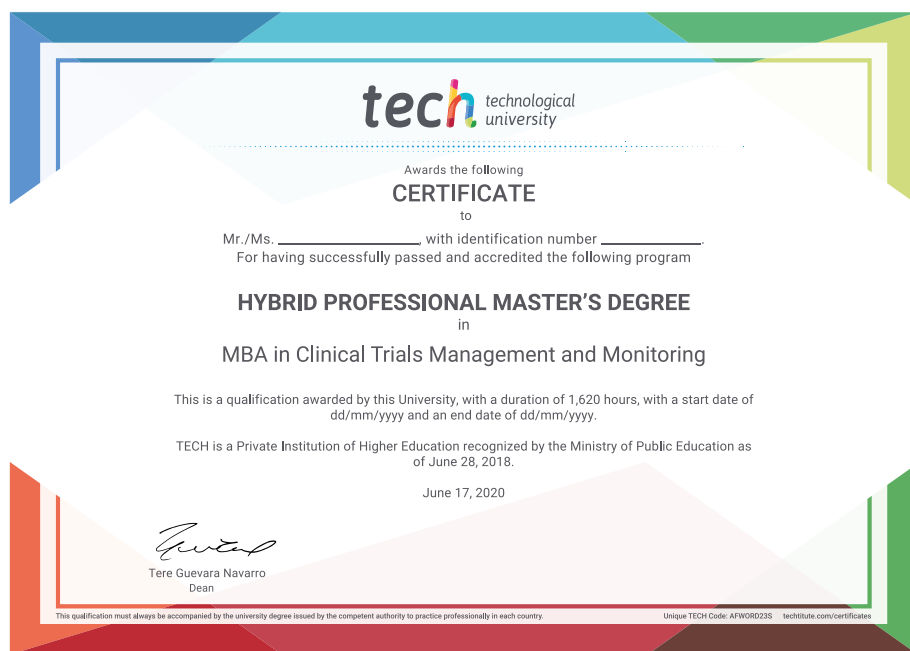 tech technological
university
Awards the following
CERTIFICATE
to
Mr./Ms. ____________________, with identification number ______________.
For having successfully passed and accredited the following program
HYBRID PROFESSIONAL MASTER'S DEGREE
in
MBA in Clinical Trials Management and Monitoring
This is a qualification awarded by this University, with a duration of 1,620 hours, with a start date of
dd/mm/yyyy and an end date of dd/mm/yyyy.
TECH is a Private Institution of Higher Education recognized by the Ministry of Public Education as
of June 28, 2018.
June 17, 2020
Tere Guevara Navarro
Dean
This qualification must always be accompanied by the university degree issued by the competent authority to practice professionally in each country.
Unique TECH Code: AFWORD23S techtitute.com/certificates